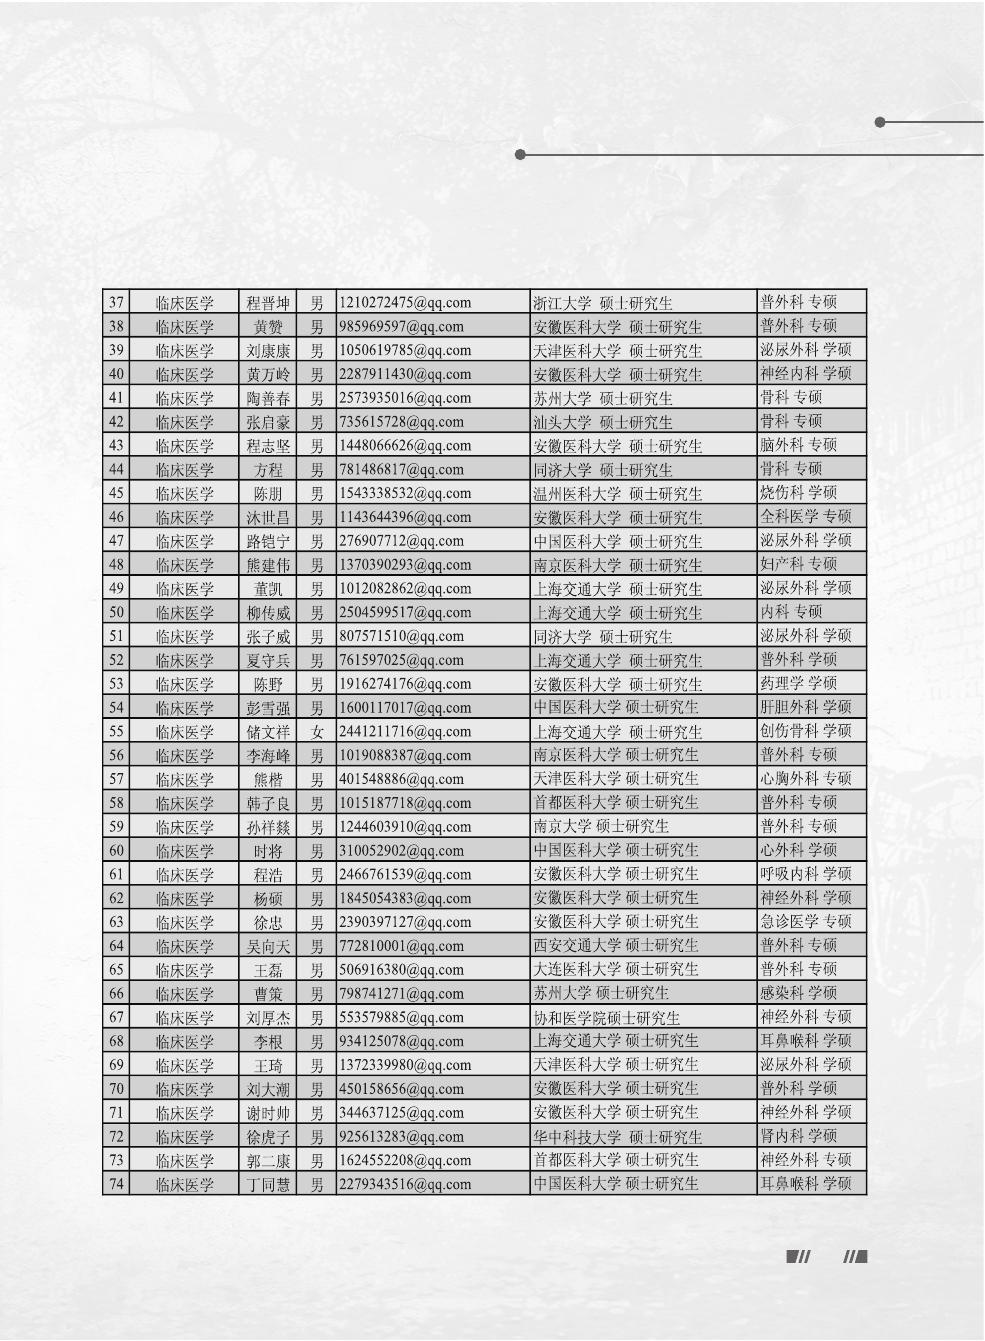 37 临床医学 程晋坤 男 1210272475@qq.com 浙江大学 硕士研究生 普外科 专硕
38 临床医学 黄赞 男 985969597@qq.com 安徽医科大学 硕士研究生 普外科 专硕
39 临床医学 刘康康 男 1050619785@qq.com 天津医科大学 硕士研究生 泌尿外科 学硕
40 临床医学 黄万岭 男 2287911430@qq.com 安徽医科大学 硕士研究生 神经内科 学硕
41 临床医学 陶善春 男 2573935016@qq.com 苏州大学 硕士研究生 骨科 专硕
42 临床医学 张启豪 男 735615728@qq.com 汕头大学 硕士研究生 骨科 专硕
43 临床医学 程志坚 男 1448066626@qq.com 安徽医科大学 硕士研究生 脑外科 专硕
44 临床医学 方程 男 781486817@qq.com 同济大学 硕士研究生 骨科 专硕
45 临床医学 陈朋 男 1543338532@qq.com 温州医科大学 硕士研究生 烧伤科 学硕
46 临床医学 沐世昌 男 1143644396@qq.com 安徽医科大学 硕士研究生 全科医学 专硕
47 临床医学 路铠宁 男 276907712@qq.com 中国医科大学 硕士研究生 泌尿外科 学硕
48 临床医学 熊建伟 男 1370390293@qq.com 南京医科大学 硕士研究生 妇产科 专硕
49 临床医学 董凯 男 1012082862@qq.com 上海交通大学 硕士研究生 泌尿外科 学硕
50 临床医学 柳传威 男 2504599517@qq.com 上海交通大学 硕士研究生 内科 专硕
51 临床医学 张子威 男 807571510@qq.com 同济大学 硕士研究生 泌尿外科 学硕
52 临床医学 夏守兵 男 761597025@qq.com 上海交通大学 硕士研究生 普外科 学硕
53 临床医学 陈野 男 1916274176@qq.com 安徽医科大学 硕士研究生 药理学 学硕
54 临床医学 彭雪强 男 1600117017@qq.com 中国医科大学 硕士研究生 肝胆外科 学硕
55 临床医学 储文祥 女 2441211716@qq.com 上海交通大学 硕士研究生 创伤骨科 学硕
56 临床医学 李海峰 男 1019088387@qq.com 南京医科大学 硕士研究生 普外科 专硕
57 临床医学 熊楷 男 401548886@qq.com 天津医科大学 硕士研究生 心胸外科 专硕
58 临床医学 韩子良 男 1015187718@qq.com 首都医科大学 硕士研究生 普外科 专硕
59 临床医学 孙祥燚 男 1244603910@qq.com 南京大学 硕士研究生 普外科 专硕
60 临床医学 时将 男 310052902@qq.com 中国医科大学 硕士研究生 心外科 学硕
61 临床医学 程浩 男 2466761539@qq.com 安徽医科大学 硕士研究生 呼吸内科 学硕
62 临床医学 杨硕 男 1845054383@qq.com 安徽医科大学 硕士研究生 神经外科 学硕
63 临床医学 徐忠 男 2390397127@qq.com 安徽医科大学 硕士研究生 急诊医学 专硕
64 临床医学 吴向天 男 772810001@qq.com 西安交通大学 硕士研究生 普外科 专硕
65 临床医学 王磊 男 506916380@qq.com 大连医科大学 硕士研究生 普外科 专硕
66 临床医学 曹策 男 798741271@qq.com 苏州大学 硕士研究生 感染科 学硕
67 临床医学 刘厚杰 男 553579885@qq.com 协和医学院硕士研究生 神经外科 专硕
68 临床医学 李根 男 934125078@qq.com 上海交通大学 硕士研究生 耳鼻喉科 学硕
69 临床医学 王琦 男 1372339980@qq.com 天津医科大学 硕士研究生 泌尿外科 学硕
70 临床医学 刘大潮 男 450158656@qq.com 安徽医科大学 硕士研究生 普外科 学硕
71 临床医学 谢时帅 男 344637125@qq.com 安徽医科大学 硕士研究生 神经外科 学硕
72 临床医学 徐虎子 男 925613283@qq.com 华中科技大学 硕士研究生 肾内科 学硕
73 临床医学 郭二康 男 1624552208@qq.com 首都医科大学 硕士研究生 神经外科 专硕
74 临床医学 丁同慧 男 2279343516@qq.com 中国医科大学 硕士研究生 耳鼻喉科 学硕